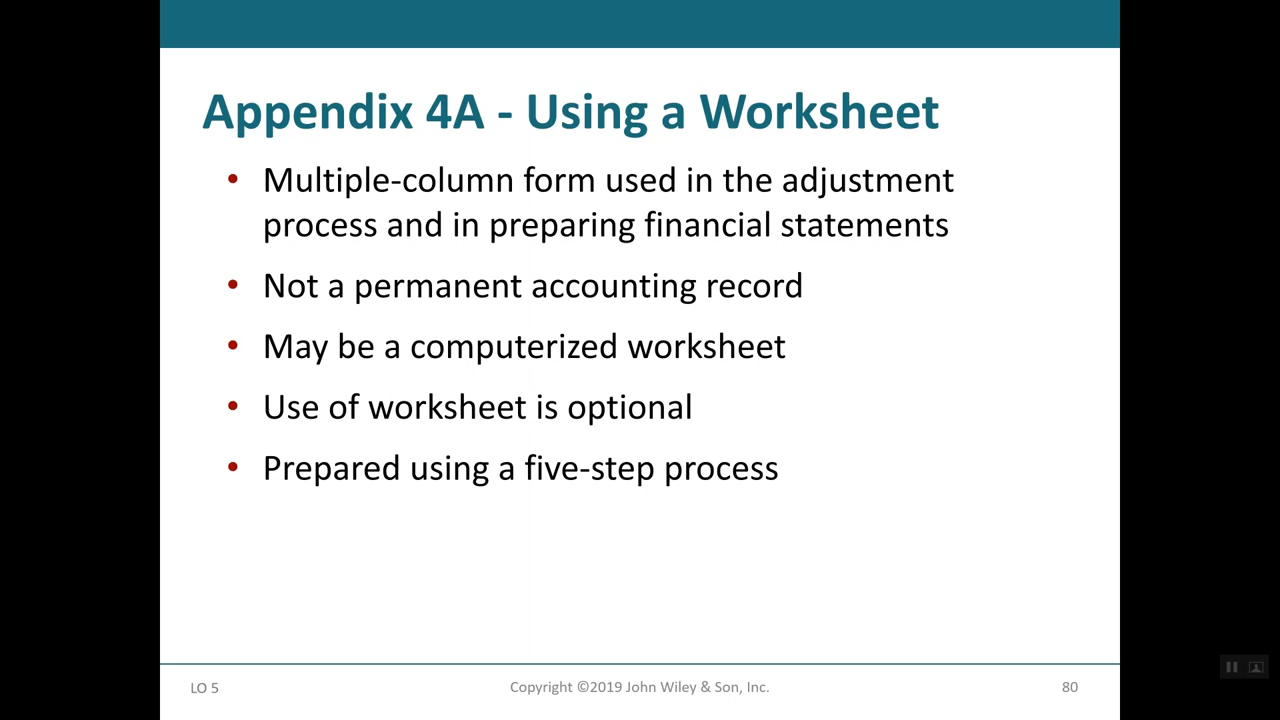 Appendix 4A - Using a Worksheet
• Multiple-column form used in the adjustment
process and in preparing financial statements
• Not a permanent accounting record
• May be a computerized worksheet
• Use of worksheet is optional
• Prepared using a five-step process
LO 5
Copyright ©2019 John Wiley & Son, Inc.
80